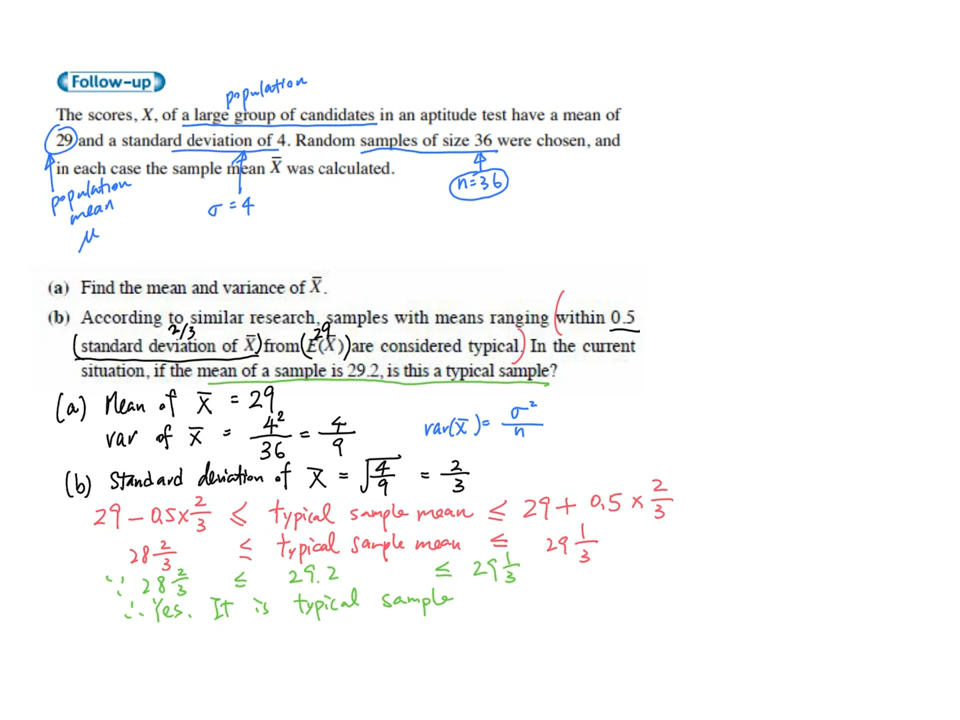 Follow-up
population
The scores, X, of a large group of candidates in an aptitude test have a mean of
29 and a standard deviation of 4. Random samples of size 36 were chosen, and
in each case the sample mean X̄ was calculated.
population
mean
μ
σ = 4
n=36
(a) Find the mean and variance of X̄.
(b) According to similar research, samples with means ranging (within 0.5
2/3
29
(standard deviation of X̄) from (E(X̄)) are considered typical.) In the current
situation, if the mean of a sample is 29.2, is this a typical sample?
(a) Mean of X̄ = 29
var of X̄ = 4²/36 = 4/9
var(X̄) = σ²/n
(b) Standard deviation of X̄ = √(4/9) = 2/3
29 - 0.5 × 2/3 ≤ typical sample mean ≤ 29 + 0.5 × 2/3
28 2/3 ≤ typical sample mean ≤ 29 1/3
∵ 28 2/3 ≤ 29.2 ≤ 29 1/3
∴ Yes. It is typical sample